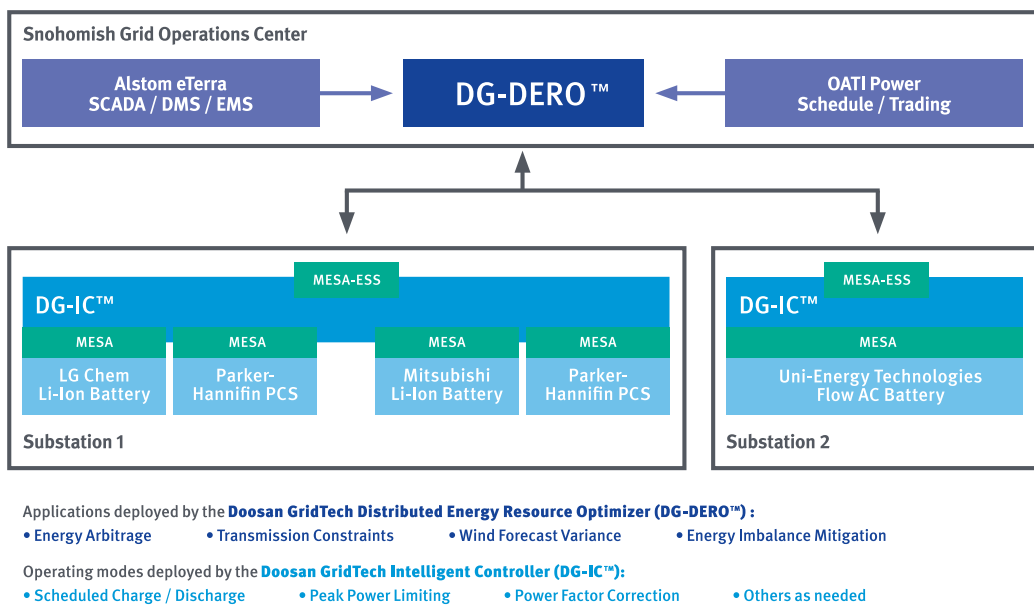 Snohomish Grid Operations Center
Alstom eTerra
SCADA / DMS / EMS
DG-DERO™
OATI Power
Schedule / Trading
MESA-ESS
DG-IC™
MESA
MESA
MESA
MESA
LG Chem
Li-Ion Battery
Parker-
Hannifin PCS
Mitsubishi
Li-Ion Battery
Parker-
Hannifin PCS
Substation 1
MESA-ESS
DG-IC™
MESA
Uni-Energy Technologies
Flow AC Battery
Substation 2
Applications deployed by the Doosan GridTech Distributed Energy Resource Optimizer (DG-DERO™) :
• Energy Arbitrage • Transmission Constraints • Wind Forecast Variance • Energy Imbalance Mitigation
Operating modes deployed by the Doosan GridTech Intelligent Controller (DG-IC™):
• Scheduled Charge / Discharge • Peak Power Limiting • Power Factor Correction • Others as needed